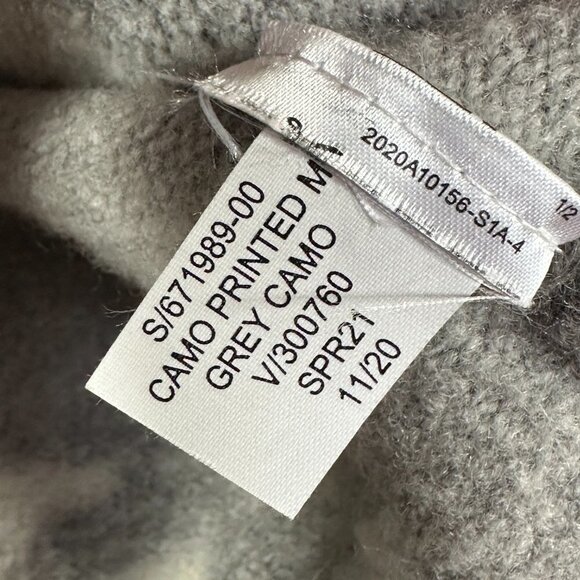 2020A10156-S1A-4
1/2
S/671989-00
CAMO PRINTED M
GREY CAMO
V/300760
SPR21
11/20